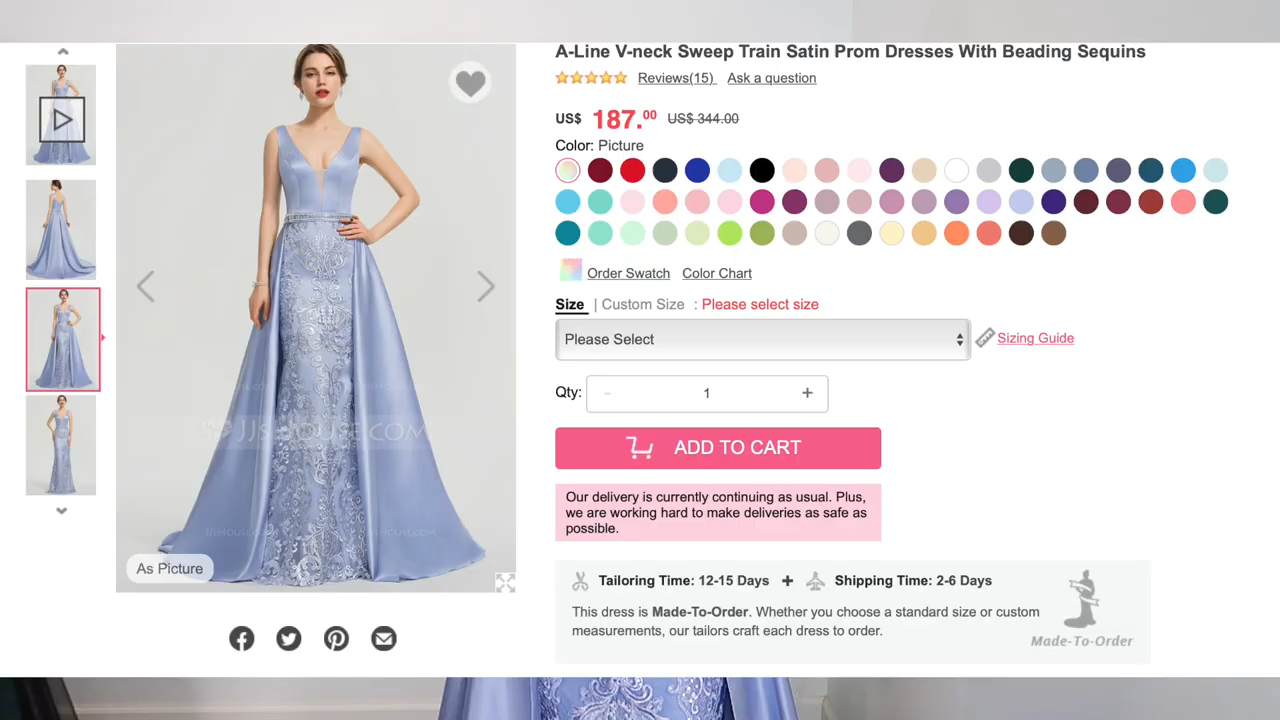 A-Line V-neck Sweep Train Satin Prom Dresses With Beading Sequins
Reviews(15) Ask a question
US$ 187.00 US$ 344.00
Color: Picture
Order Swatch Color Chart
Size | Custom Size : Please select size
Please Select
Sizing Guide
Qty: - 1 +
ADD TO CART
Our delivery is currently continuing as usual. Plus,
we are working hard to make deliveries as safe as
possible.
Tailoring Time: 12-15 Days + Shipping Time: 2-6 Days
This dress is Made-To-Order. Whether you choose a standard size or custom
measurements, our tailors craft each dress to order.
Made-To-Order
JJ'SHOUSE.COM
JJSHOUSE.COM
As Picture